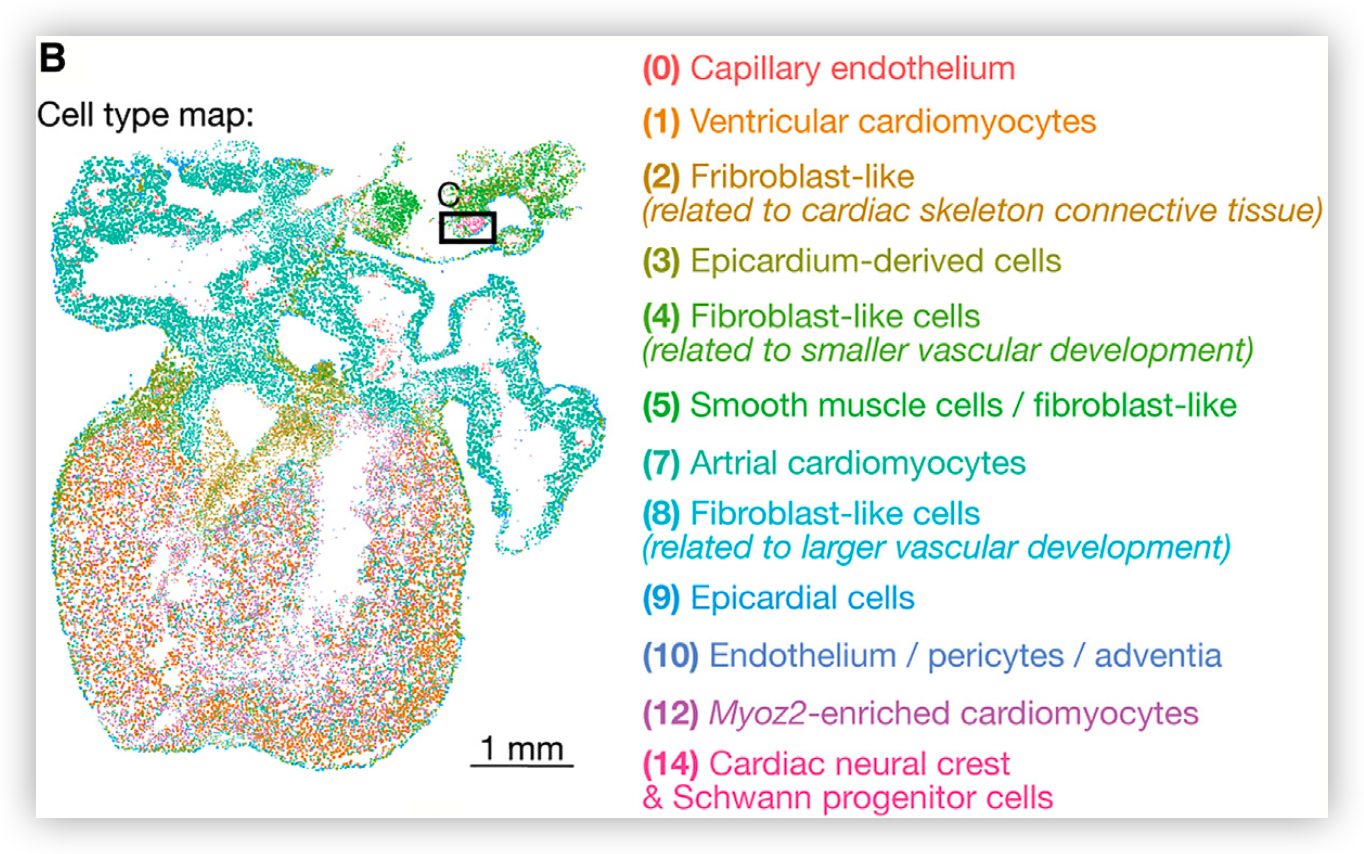 B
Cell type map:
C
1 mm
(0) Capillary endothelium
(1) Ventricular cardiomyocytes
(2) Fribroblast-like
(related to cardiac skeleton connective tissue)
(3) Epicardium-derived cells
(4) Fibroblast-like cells
(related to smaller vascular development)
(5) Smooth muscle cells / fibroblast-like
(7) Artrial cardiomyocytes
(8) Fibroblast-like cells
(related to larger vascular development)
(9) Epicardial cells
(10) Endothelium / pericytes / adventia
(12) Myoz2-enriched cardiomyocytes
(14) Cardiac neural crest
& Schwann progenitor cells